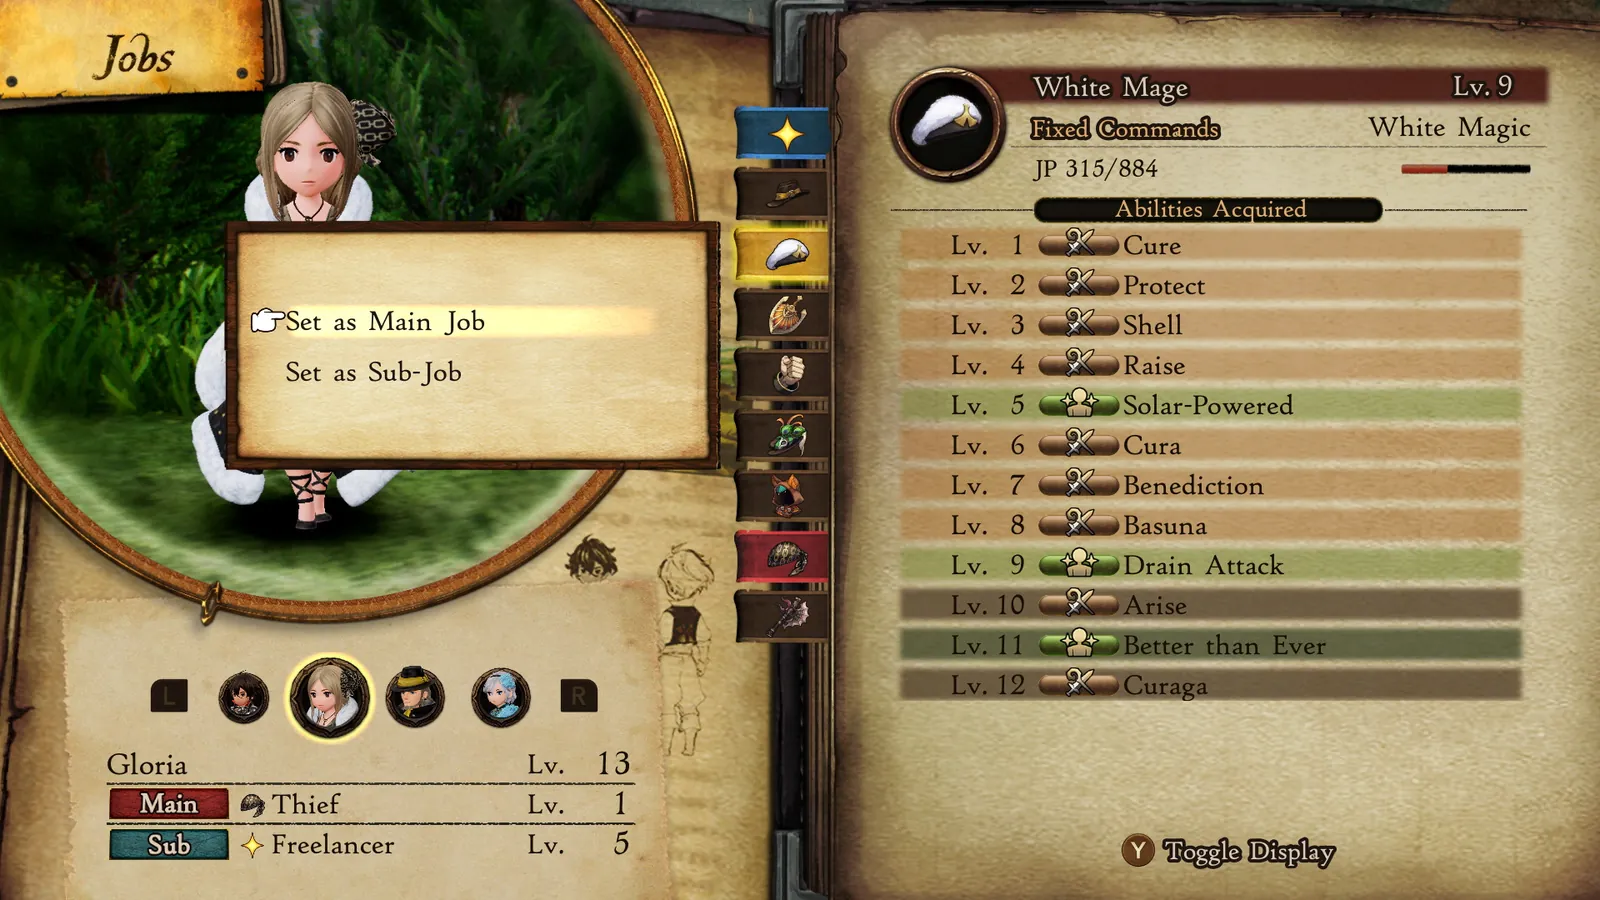 Jobs
Set as Main Job
Set as Sub-Job
L
R
Gloria Lv. 13
Main Thief Lv. 1
Sub Freelancer Lv. 5
White Mage Lv. 9
Fixed Commands White Magic
JP 315/884
Abilities Acquired
Lv. 1 Cure
Lv. 2 Protect
Lv. 3 Shell
Lv. 4 Raise
Lv. 5 Solar-Powered
Lv. 6 Cura
Lv. 7 Benediction
Lv. 8 Basuna
Lv. 9 Drain Attack
Lv. 10 Arise
Lv. 11 Better than Ever
Lv. 12 Curaga
Y Toggle Display